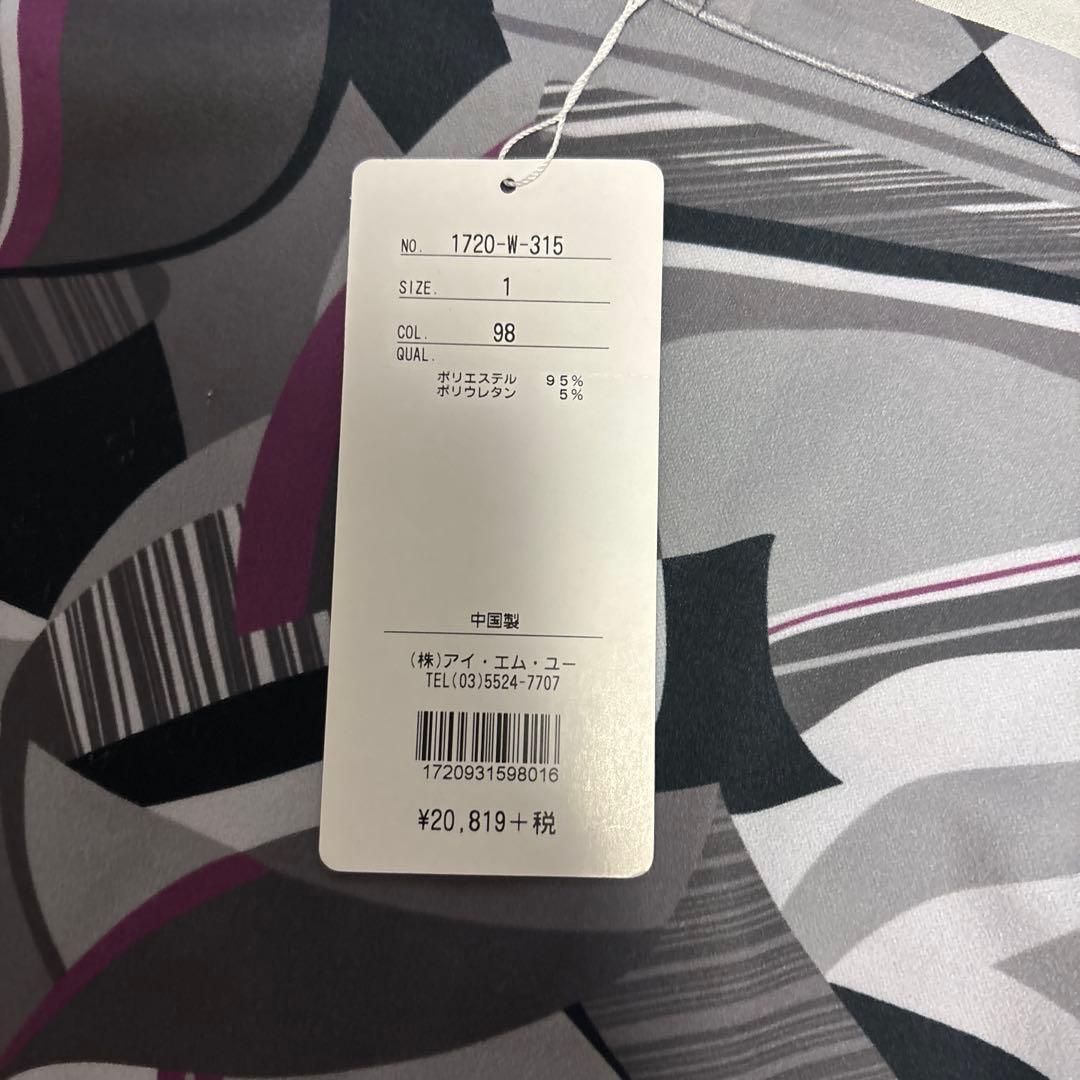 NO. 1720-W-315
SIZE. 1
COL. 98
QUAL.
ポリエステル 95%
ポリウレタン 5%
中国製
(株)アイ・エム・ユー
TEL(03)5524-7707
1720931598016
¥20,819+税